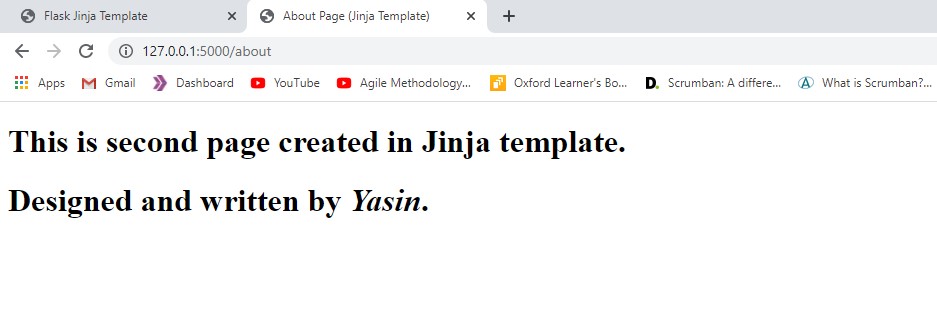 Flask Jinja Template
About Page (Jinja Template)
127.0.0.1:5000/about
Apps Gmail Dashboard YouTube Agile Methodology... Oxford Learner's Bo... D. Scrumban: A differe... A What is Scrumban?...
This is second page created in Jinja template.
Designed and written by Yasin.